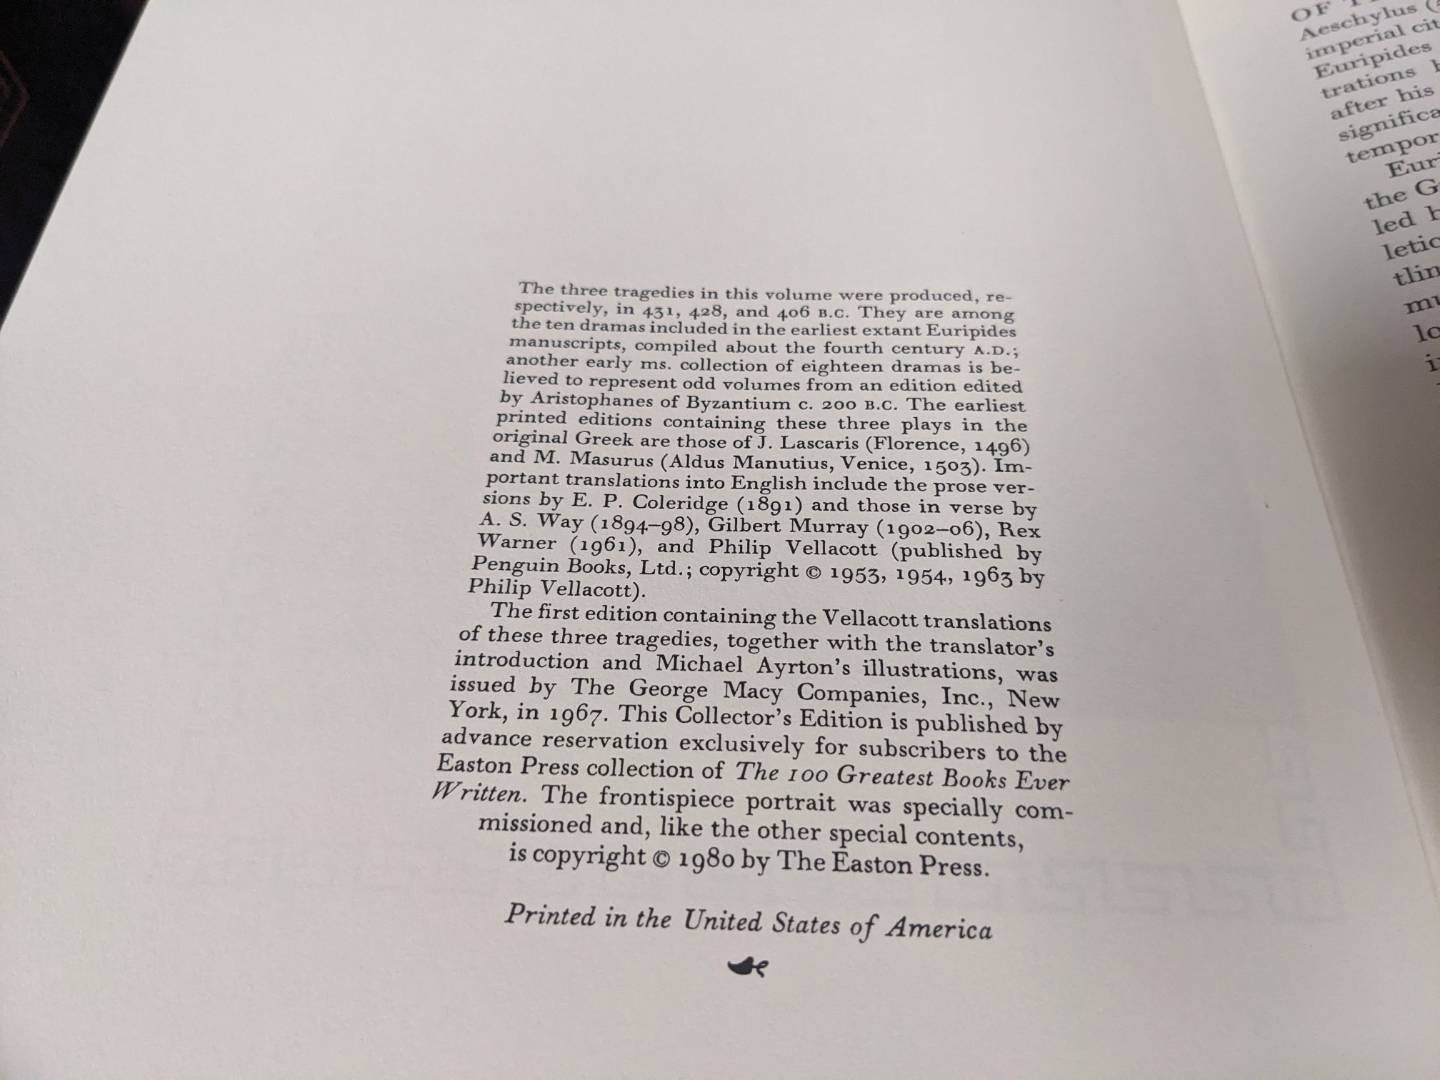 The three tragedies in this volume were produced, re-
spectively, in 431, 428, and 406 B.C. They are among
the ten dramas included in the earliest extant Euripides
manuscripts, compiled about the fourth century A.D.;
another early ms. collection of eighteen dramas is be-
lieved to represent odd volumes from an edition edited
by Aristophanes of Byzantium c. 200 B.C. The earliest
printed editions containing these three plays in the
original Greek are those of J. Lascaris (Florence, 1496)
and M. Masurus (Aldus Manutius, Venice, 1503). Im-
portant translations into English include the prose ver-
sions by E. P. Coleridge (1891) and those in verse by
A. S. Way (1894–98), Gilbert Murray (1902–06), Rex
Warner (1961), and Philip Vellacott (published by
Penguin Books, Ltd.; copyright © 1953, 1954, 1963 by
Philip Vellacott).
The first edition containing the Vellacott translations
of these three tragedies, together with the translator's
introduction and Michael Ayrton's illustrations, was
issued by The George Macy Companies, Inc., New
York, in 1967. This Collector's Edition is published by
advance reservation exclusively for subscribers to the
Easton Press collection of The 100 Greatest Books Ever
Written. The frontispiece portrait was specially com-
missioned and, like the other special contents,
is copyright © 1980 by The Easton Press.
Printed in the United States of America
OF
Aeschylus
imperial
Euripides
trations
after his
the
led